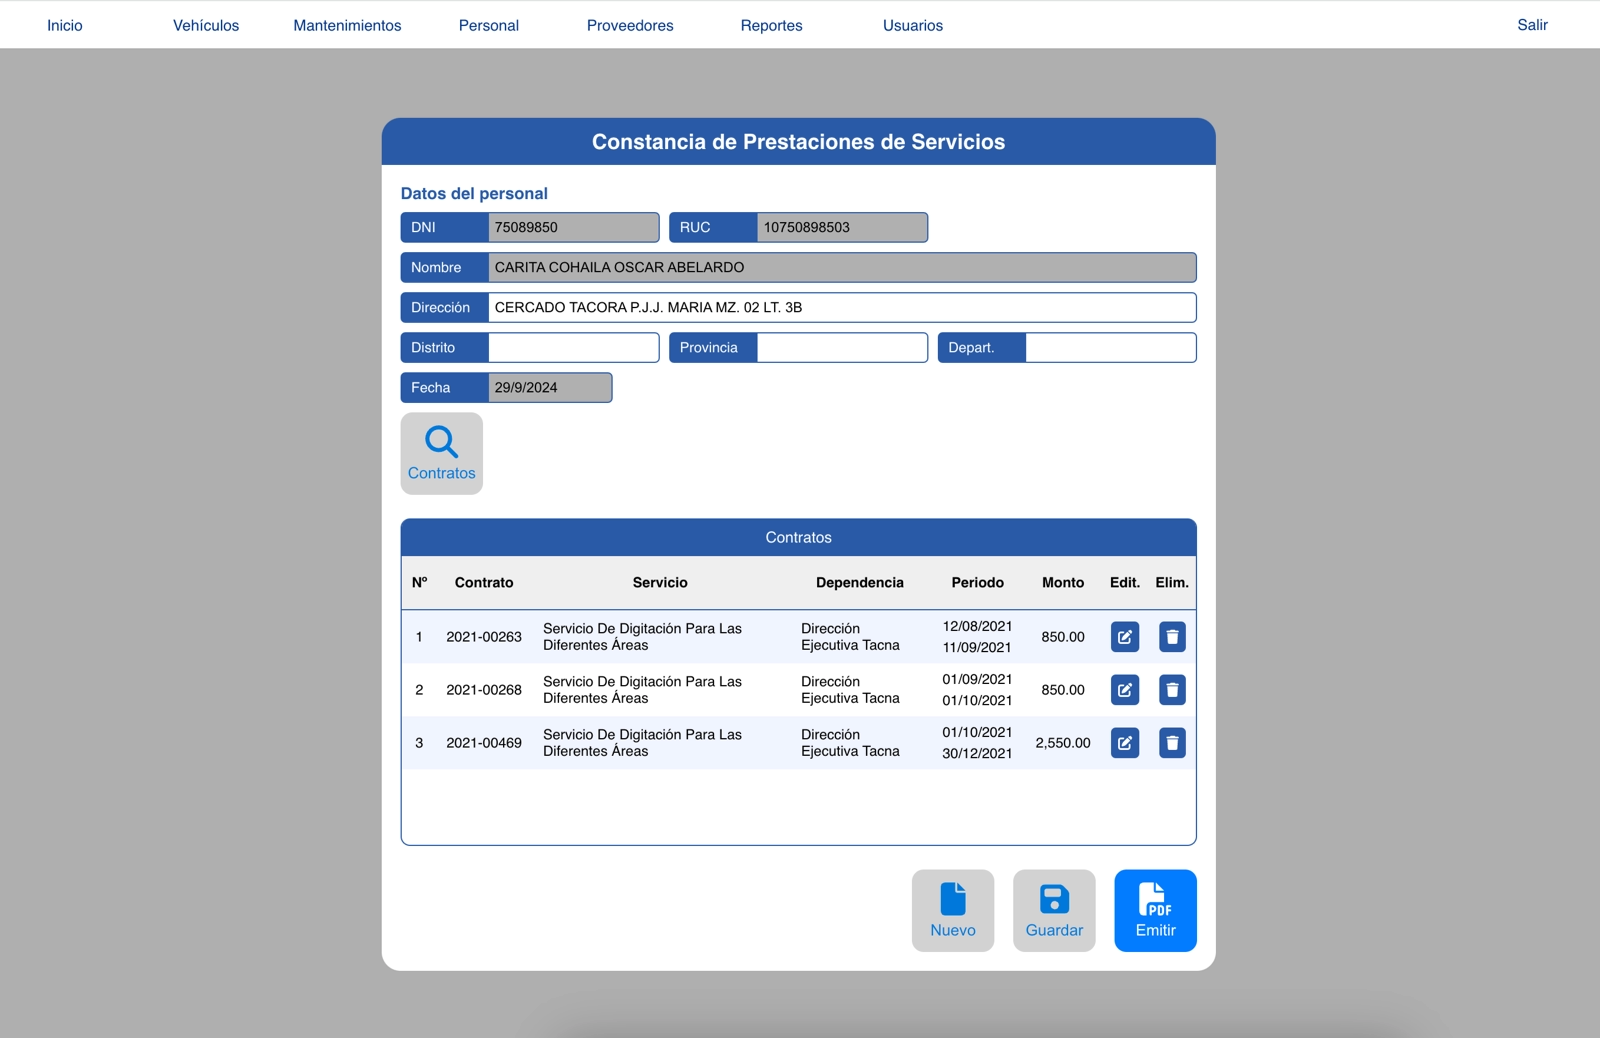 Inicio Vehículos Mantenimientos Personal Proveedores Reportes Usuarios Salir
Constancia de Prestaciones de Servicios
Datos del personal
DNI 75089850 RUC 10750898503
Nombre CARITA COHAILA OSCAR ABELARDO
Dirección CERCADO TACORA P.J.J. MARIA MZ. 02 LT. 3B
Distrito Provincia Depart.
Fecha 29/9/2024
Contratos
Contratos
Nº Contrato Servicio Dependencia Periodo Monto Edit. Elim.
1 2021-00263 Servicio De Digitación Para Las Diferentes Áreas Dirección Ejecutiva Tacna 12/08/2021 11/09/2021 850.00
2 2021-00268 Servicio De Digitación Para Las Diferentes Áreas Dirección Ejecutiva Tacna 01/09/2021 01/10/2021 850.00
3 2021-00469 Servicio De Digitación Para Las Diferentes Áreas Dirección Ejecutiva Tacna 01/10/2021 30/12/2021 2,550.00
PDF
Nuevo Guardar Emitir